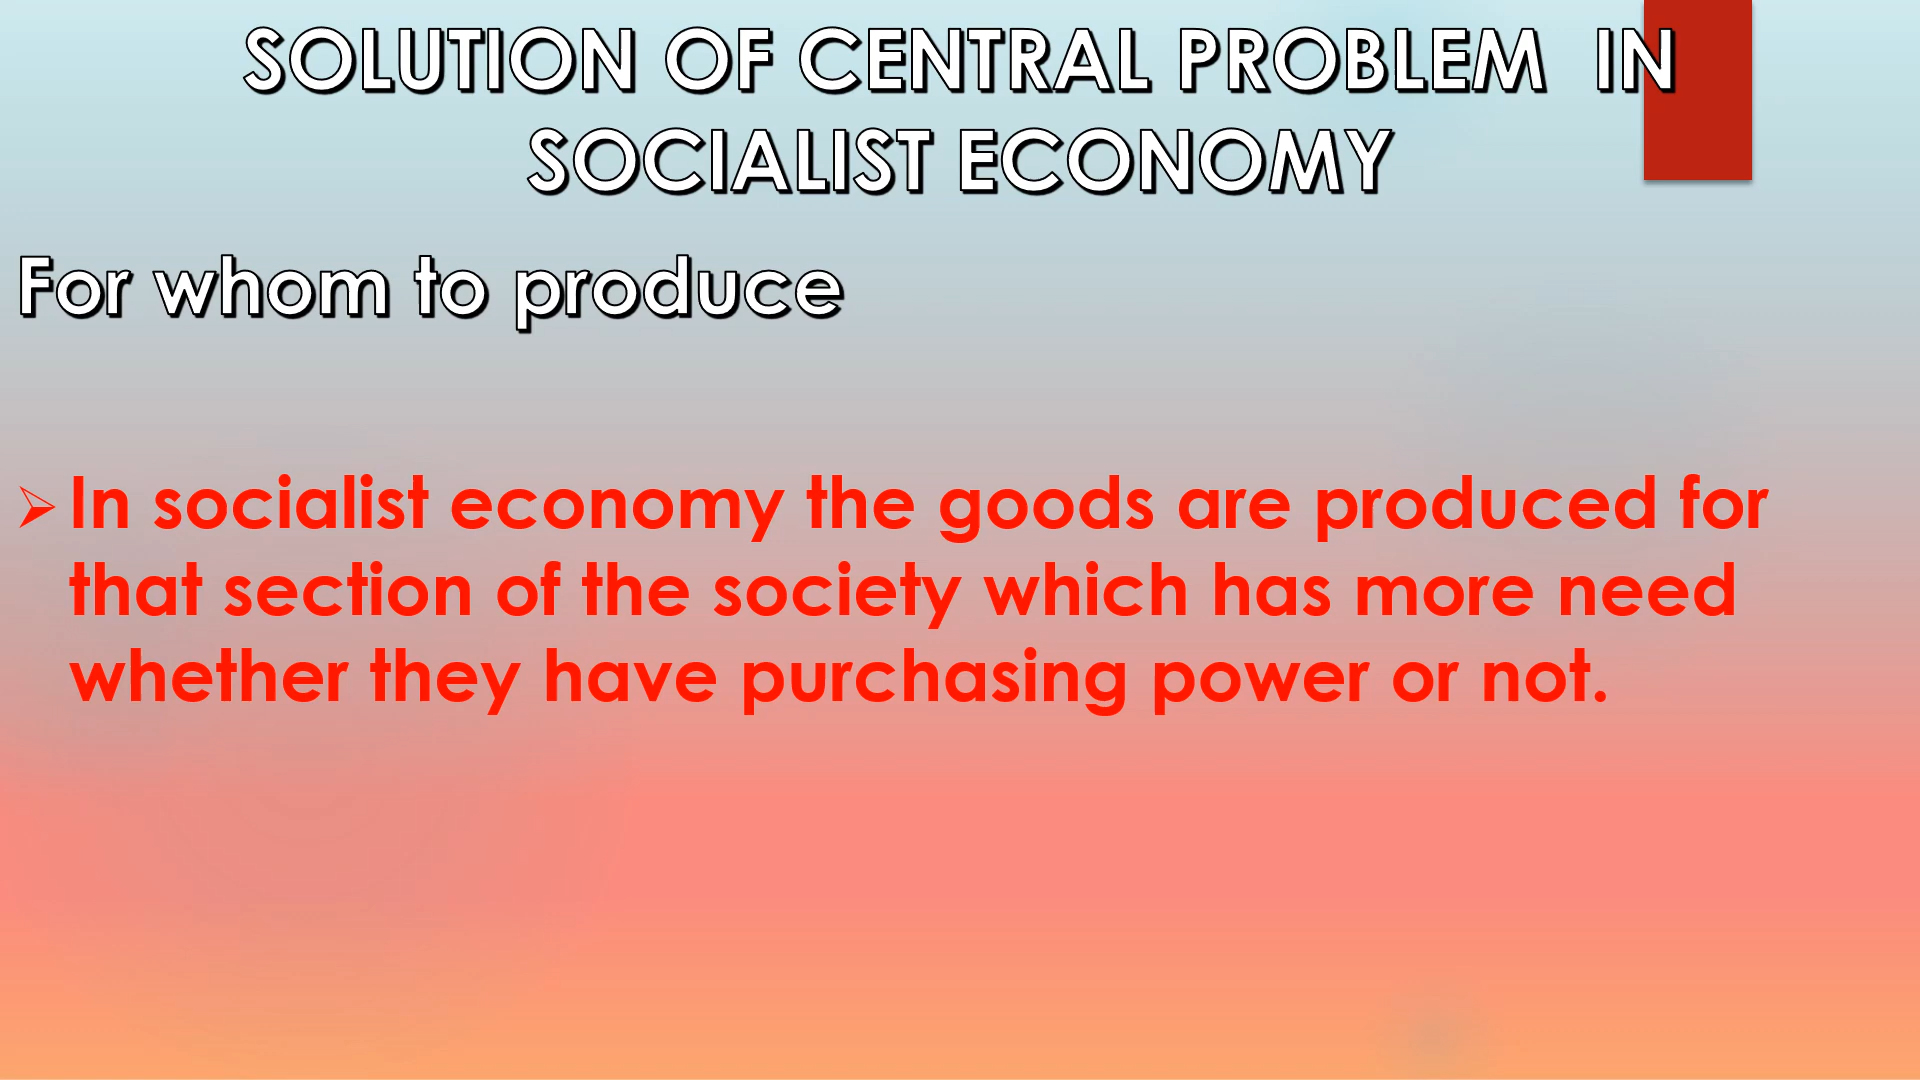 SOLUTION OF CENTRAL PROBLEM  IN
SOCIALIST ECONOMY
For whom to produce
➢ In socialist economy the goods are produced for
that section of the society which has more need
whether they have purchasing power or not.